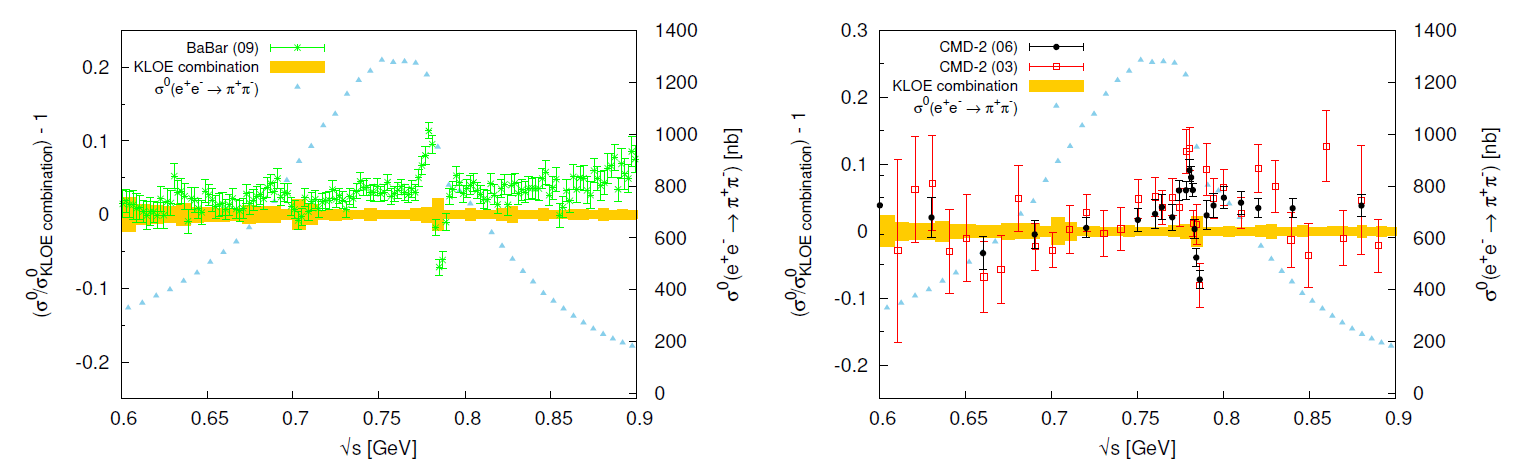 BaBar (09)
KLOE combination
σ⁰(e⁺e⁻ → π⁺π⁻)
0.2
0.1
0
-0.1
-0.2
(σ⁰/σ⁰KLOE combination) - 1
1400
1200
1000
800
600
400
200
0
σ⁰(e⁺e⁻ → π⁺π⁻) [nb]
0.6 0.65 0.7 0.75 0.8 0.85 0.9
√s [GeV]
CMD-2 (06)
CMD-2 (03)
KLOE combination
σ⁰(e⁺e⁻ → π⁺π⁻)
0.3
0.2
0.1
0
-0.1
-0.2
(σ⁰/σ⁰KLOE combination) - 1
1400
1200
1000
800
600
400
200
0
σ⁰(e⁺e⁻ → π⁺π⁻) [nb]
0.6 0.65 0.7 0.75 0.8 0.85 0.9
√s [GeV]